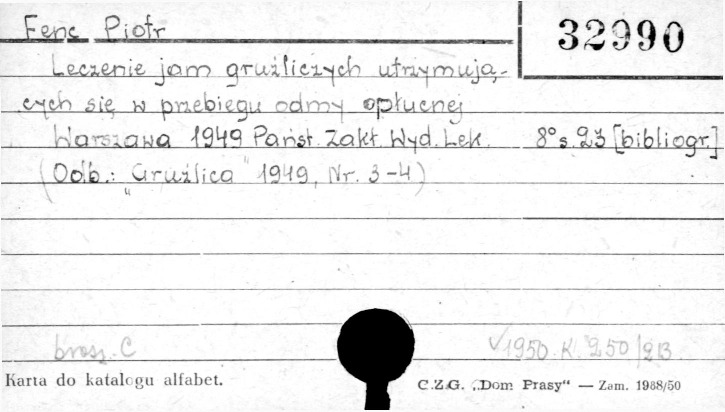 Fenc Piotr
32990
Leczenie jam gruźliczych utrzymują-
cych się w przebiegu odmy opłucnej
Warszawa 1949 Państ. Zakł. Wyd. Lek. 8° s. 23 [bibliogr.]
(Odb.: "Gruźlica" 1949, Nr. 3-4)
brosz. C
✓1950. K. 250/2B
Karta do katalogu alfabet.
C.Z.G. „Dom Prasy“ — Zam. 1988/50